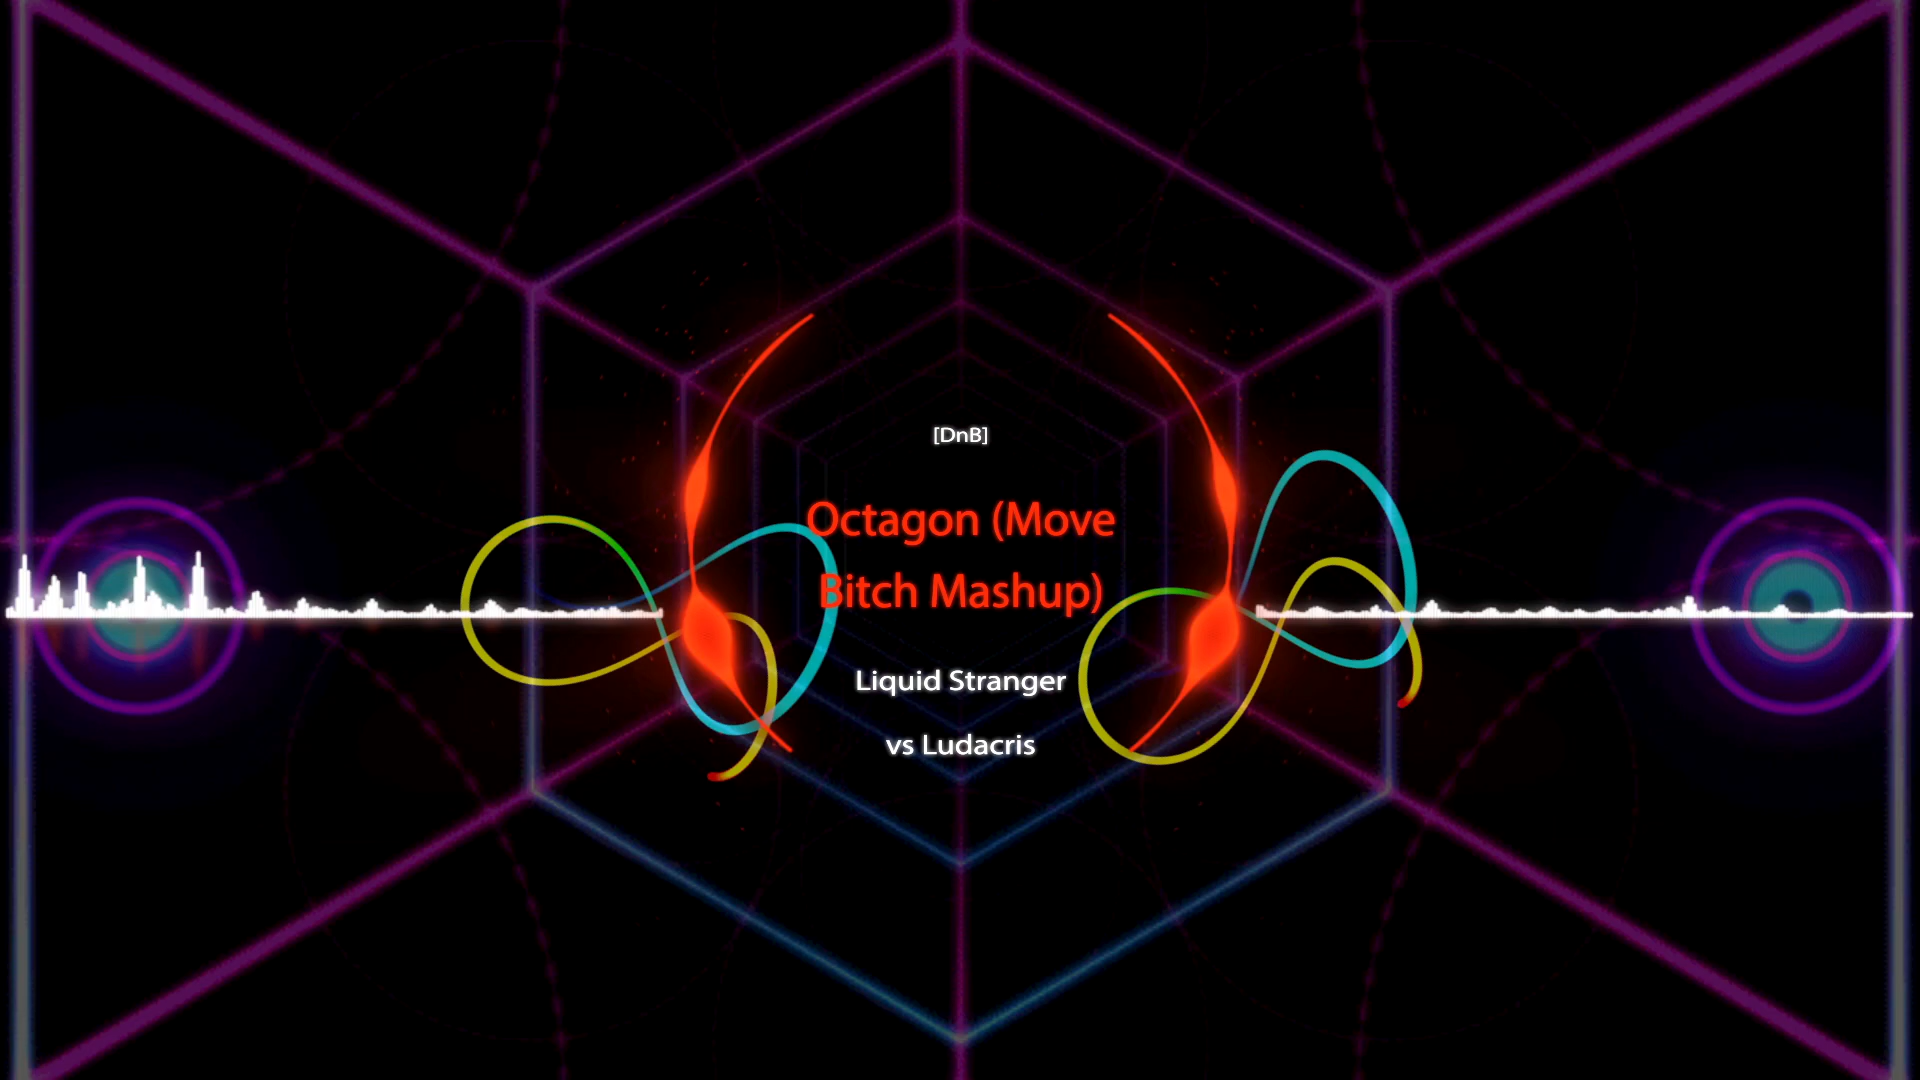 [DnB]
Octagon (Move
Bitch Mashup)
Liquid Stranger
vs Ludacris